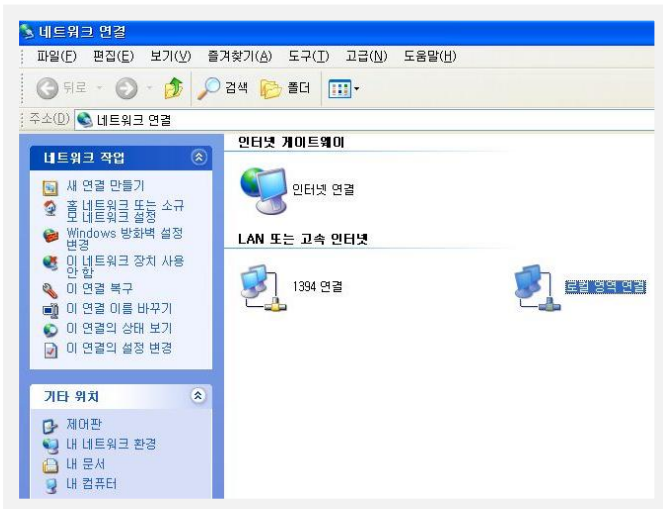 네트워크 연결
파일(F) 편집(E) 보기(V) 즐겨찾기(A) 도구(T) 고급(N) 도움말(H)
뒤로 검색 폴더
주소(D) 네트워크 연결
네트워크 작업
새 연결 만들기
홈 네트워크 또는 소규
모 네트워크 설정
Windows 방화벽 설정
변경
이 네트워크 장치 사용
안 함
이 연결 복구
이 연결 이름 바꾸기
이 연결의 상태 보기
이 연결의 설정 변경
기타 위치
제어판
내 네트워크 환경
내 문서
내 컴퓨터
인터넷 게이트웨이
인터넷 연결
LAN 또는 고속 인터넷
1394 연결
로컬 영역 연결